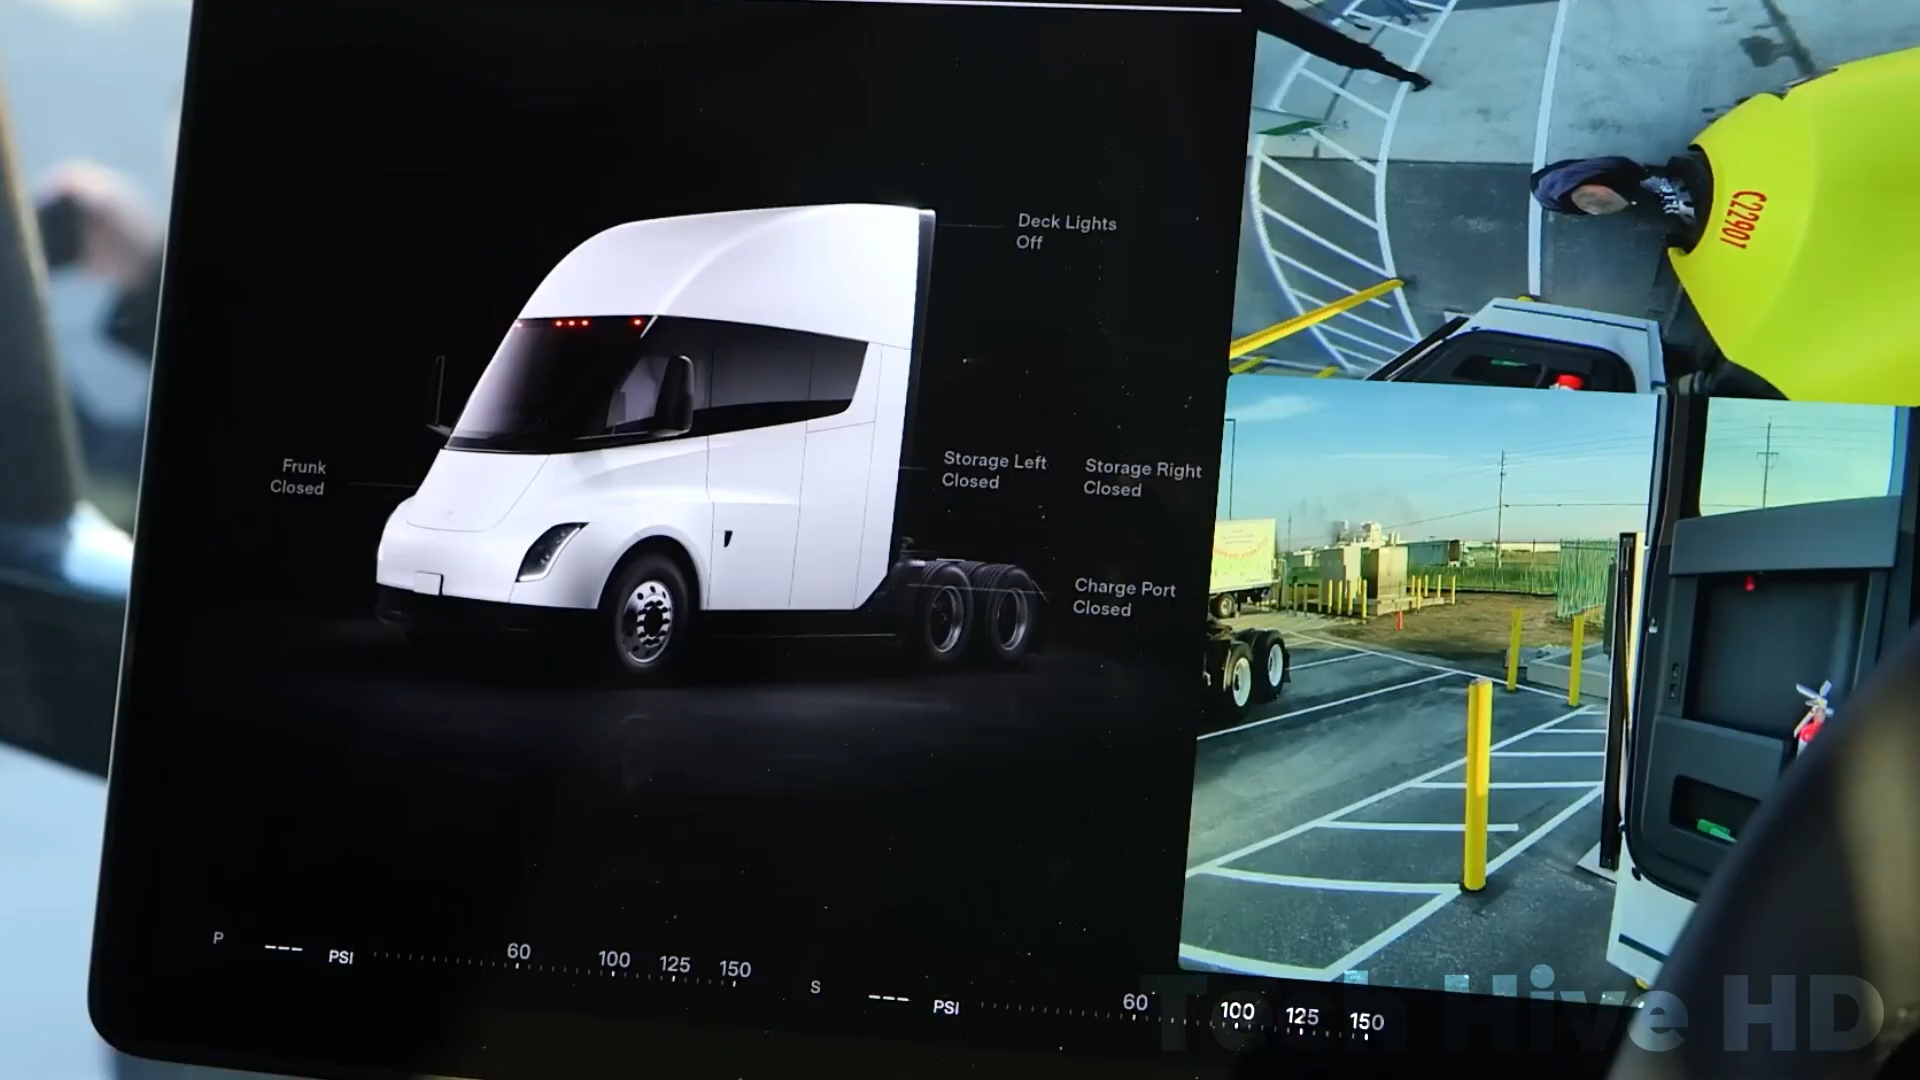 Deck Lights
Off
Frunk
Closed
Storage Left
Closed
Storage Right
Closed
Charge Port
Closed
C22901
P --- PSI 60 100 125 150
S --- PSI 60 100 125 150
Tech Hive HD